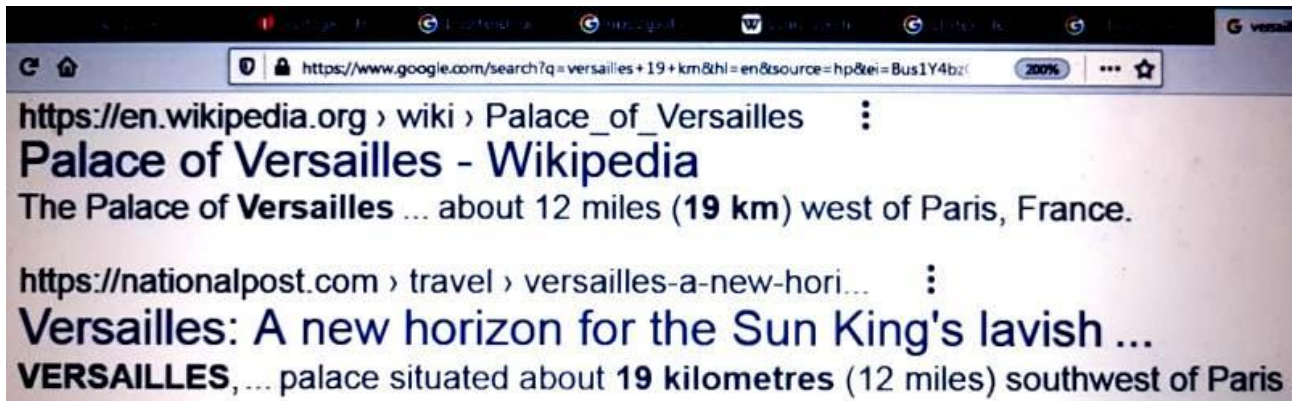 G versail
https://www.google.com/search?q=versailles+19+km&hl=en&source=hp&ei=Bus1Y4bz 200%
https://en.wikipedia.org › wiki › Palace_of_Versailles
Palace of Versailles - Wikipedia
The Palace of Versailles ... about 12 miles (19 km) west of Paris, France.
https://nationalpost.com › travel › versailles-a-new-hori...
Versailles: A new horizon for the Sun King's lavish ...
VERSAILLES, ... palace situated about 19 kilometres (12 miles) southwest of Paris